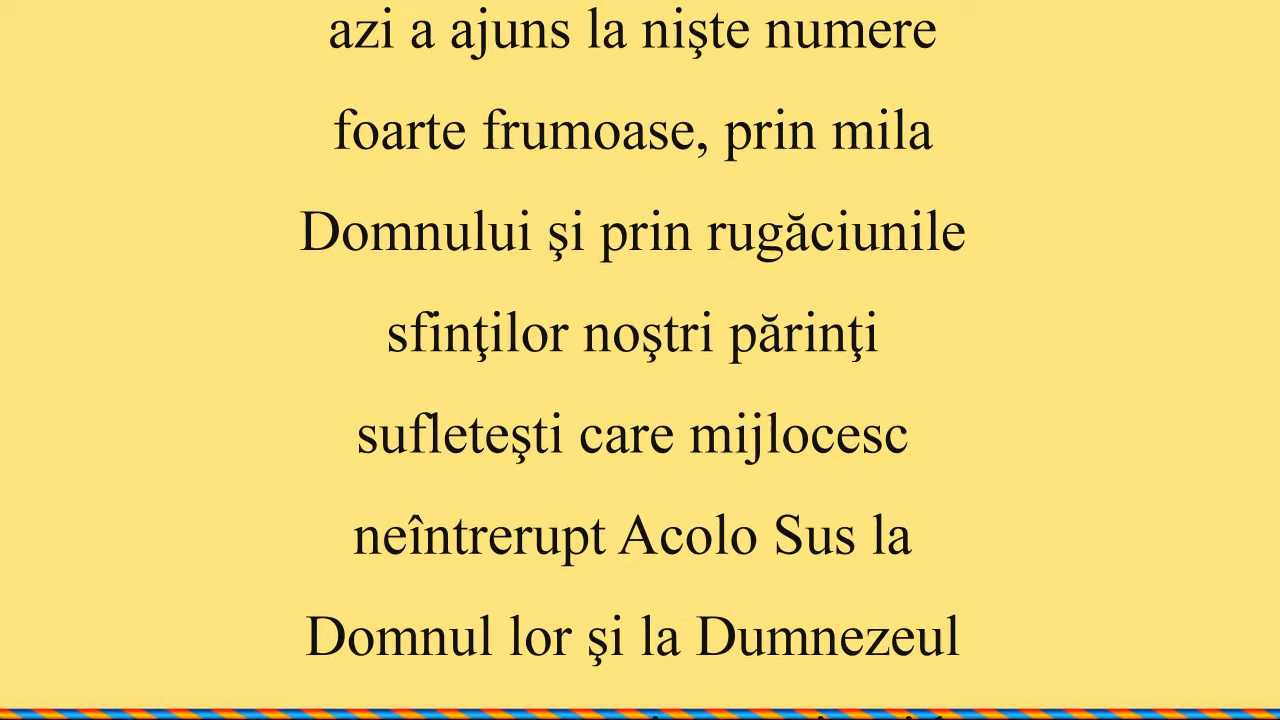 azi a ajuns la nişte numere
foarte frumoase, prin mila
Domnului şi prin rugăciunile
sfinţilor noştri părinţi
sufleteşti care mijlocesc
neîntrerupt Acolo Sus la
Domnul lor şi la Dumnezeul